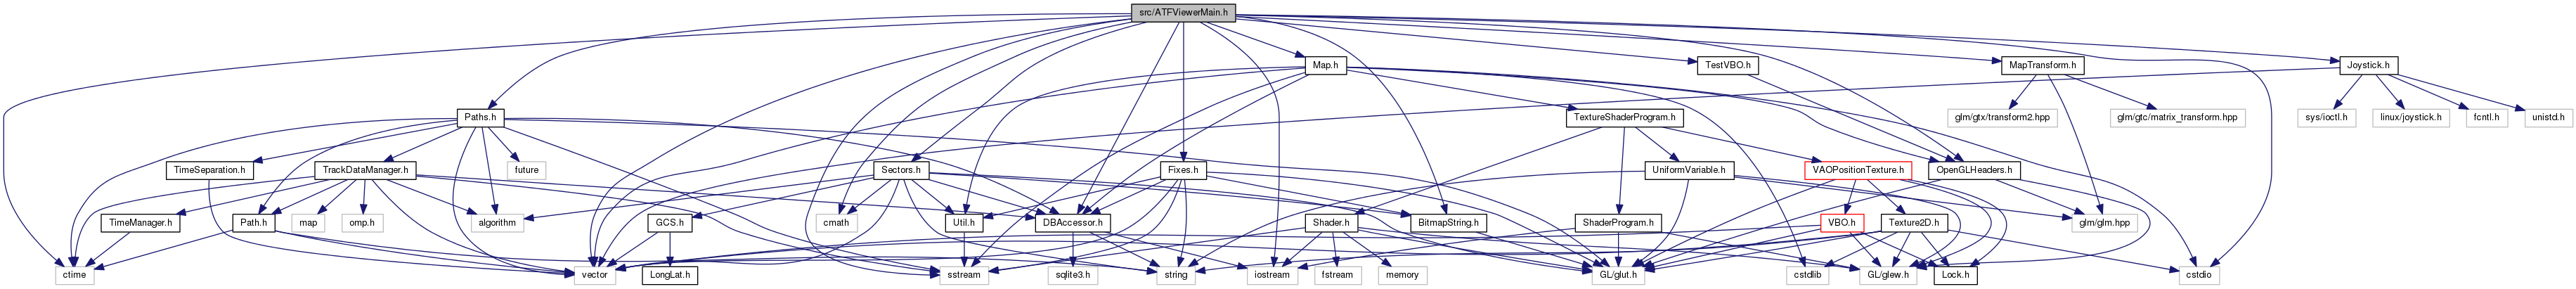 src/ATFViewerMain.h
Map.h
TestVBO.h
MapTransform.h
Joystick.h
Paths.h
TextureShaderProgram.h
glm/gtx/transform2.hpp
glm/gtc/matrix_transform.hpp
sys/ioctl.h
linux/joystick.h
fcntl.h
unistd.h
TimeSeparation.h
TrackDataManager.h
future
Sectors.h
Fixes.h
UniformVariable.h
VAOPositionTexture.h
OpenGLHeaders.h
TimeManager.h
Path.h
map
omp.h
algorithm
GCS.h
cmath
Util.h
DBAccessor.h
Shader.h
BitmapString.h
ShaderProgram.h
VBO.h
Texture2D.h
glm/glm.hpp
ctime
vector
LongLat.h
sstream
sqlite3.h
string
iostream
fstream
memory
GL/glut.h
cstdlib
GL/glew.h
Lock.h
cstdio